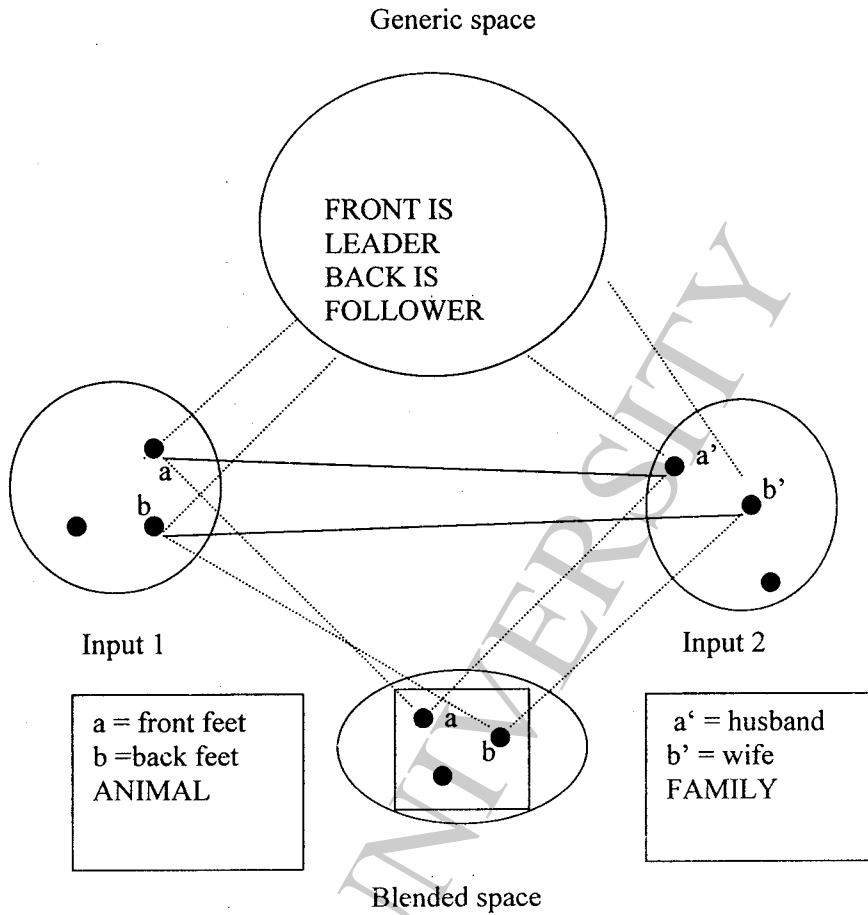 Generic space
FRONT IS
LEADER
BACK IS
FOLLOWER
a
b
a’
b’
Input 1
Input 2
a = front feet
b =back feet
ANIMAL
a
b
a‘ = husband
b’ = wife
FAMILY
Blended space
UNIVERSITY